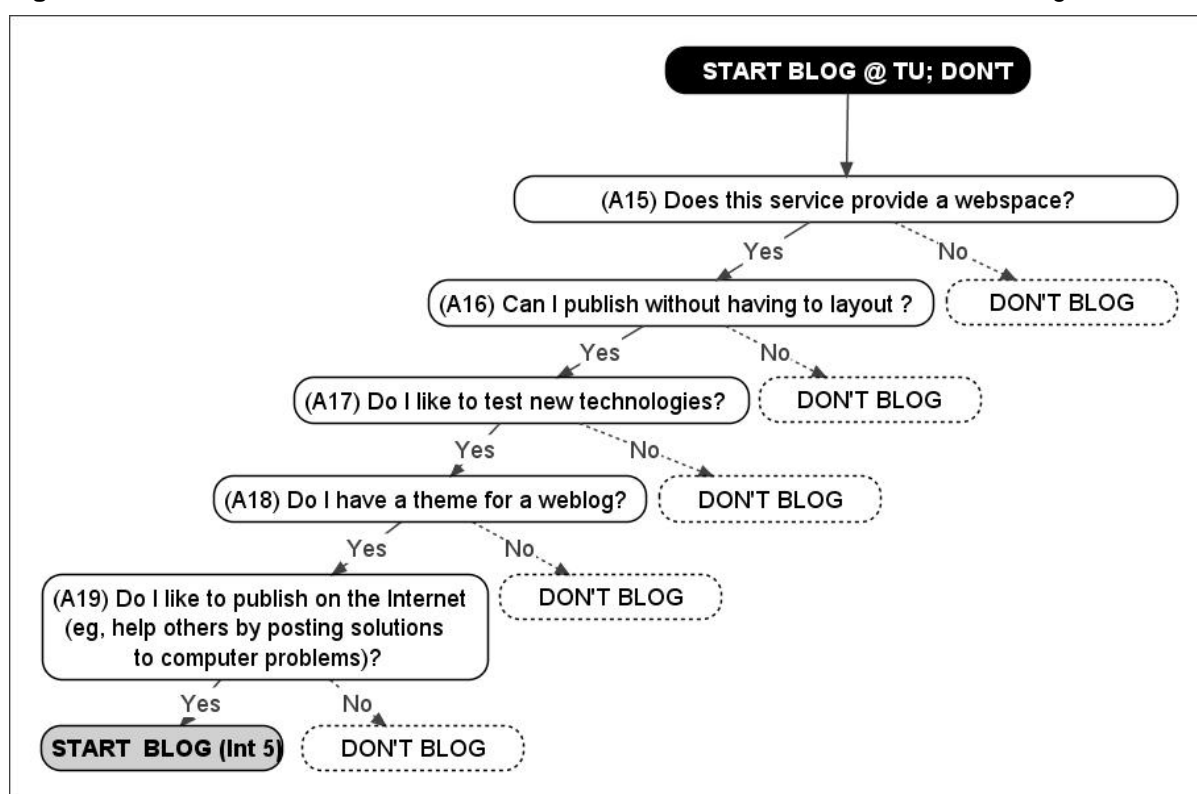 START BLOG @ TU; DON'T
(A15) Does this service provide a webspace?
Yes
No
(A16) Can I publish without having to layout ?
DON'T BLOG
Yes
No
(A17) Do I like to test new technologies?
DON'T BLOG
Yes
No
(A18) Do I have a theme for a weblog?
DON'T BLOG
Yes
No
(A19) Do I like to publish on the Internet
(eg, help others by posting solutions
to computer problems)?
DON'T BLOG
Yes
No
START BLOG (Int 5)
DON'T BLOG